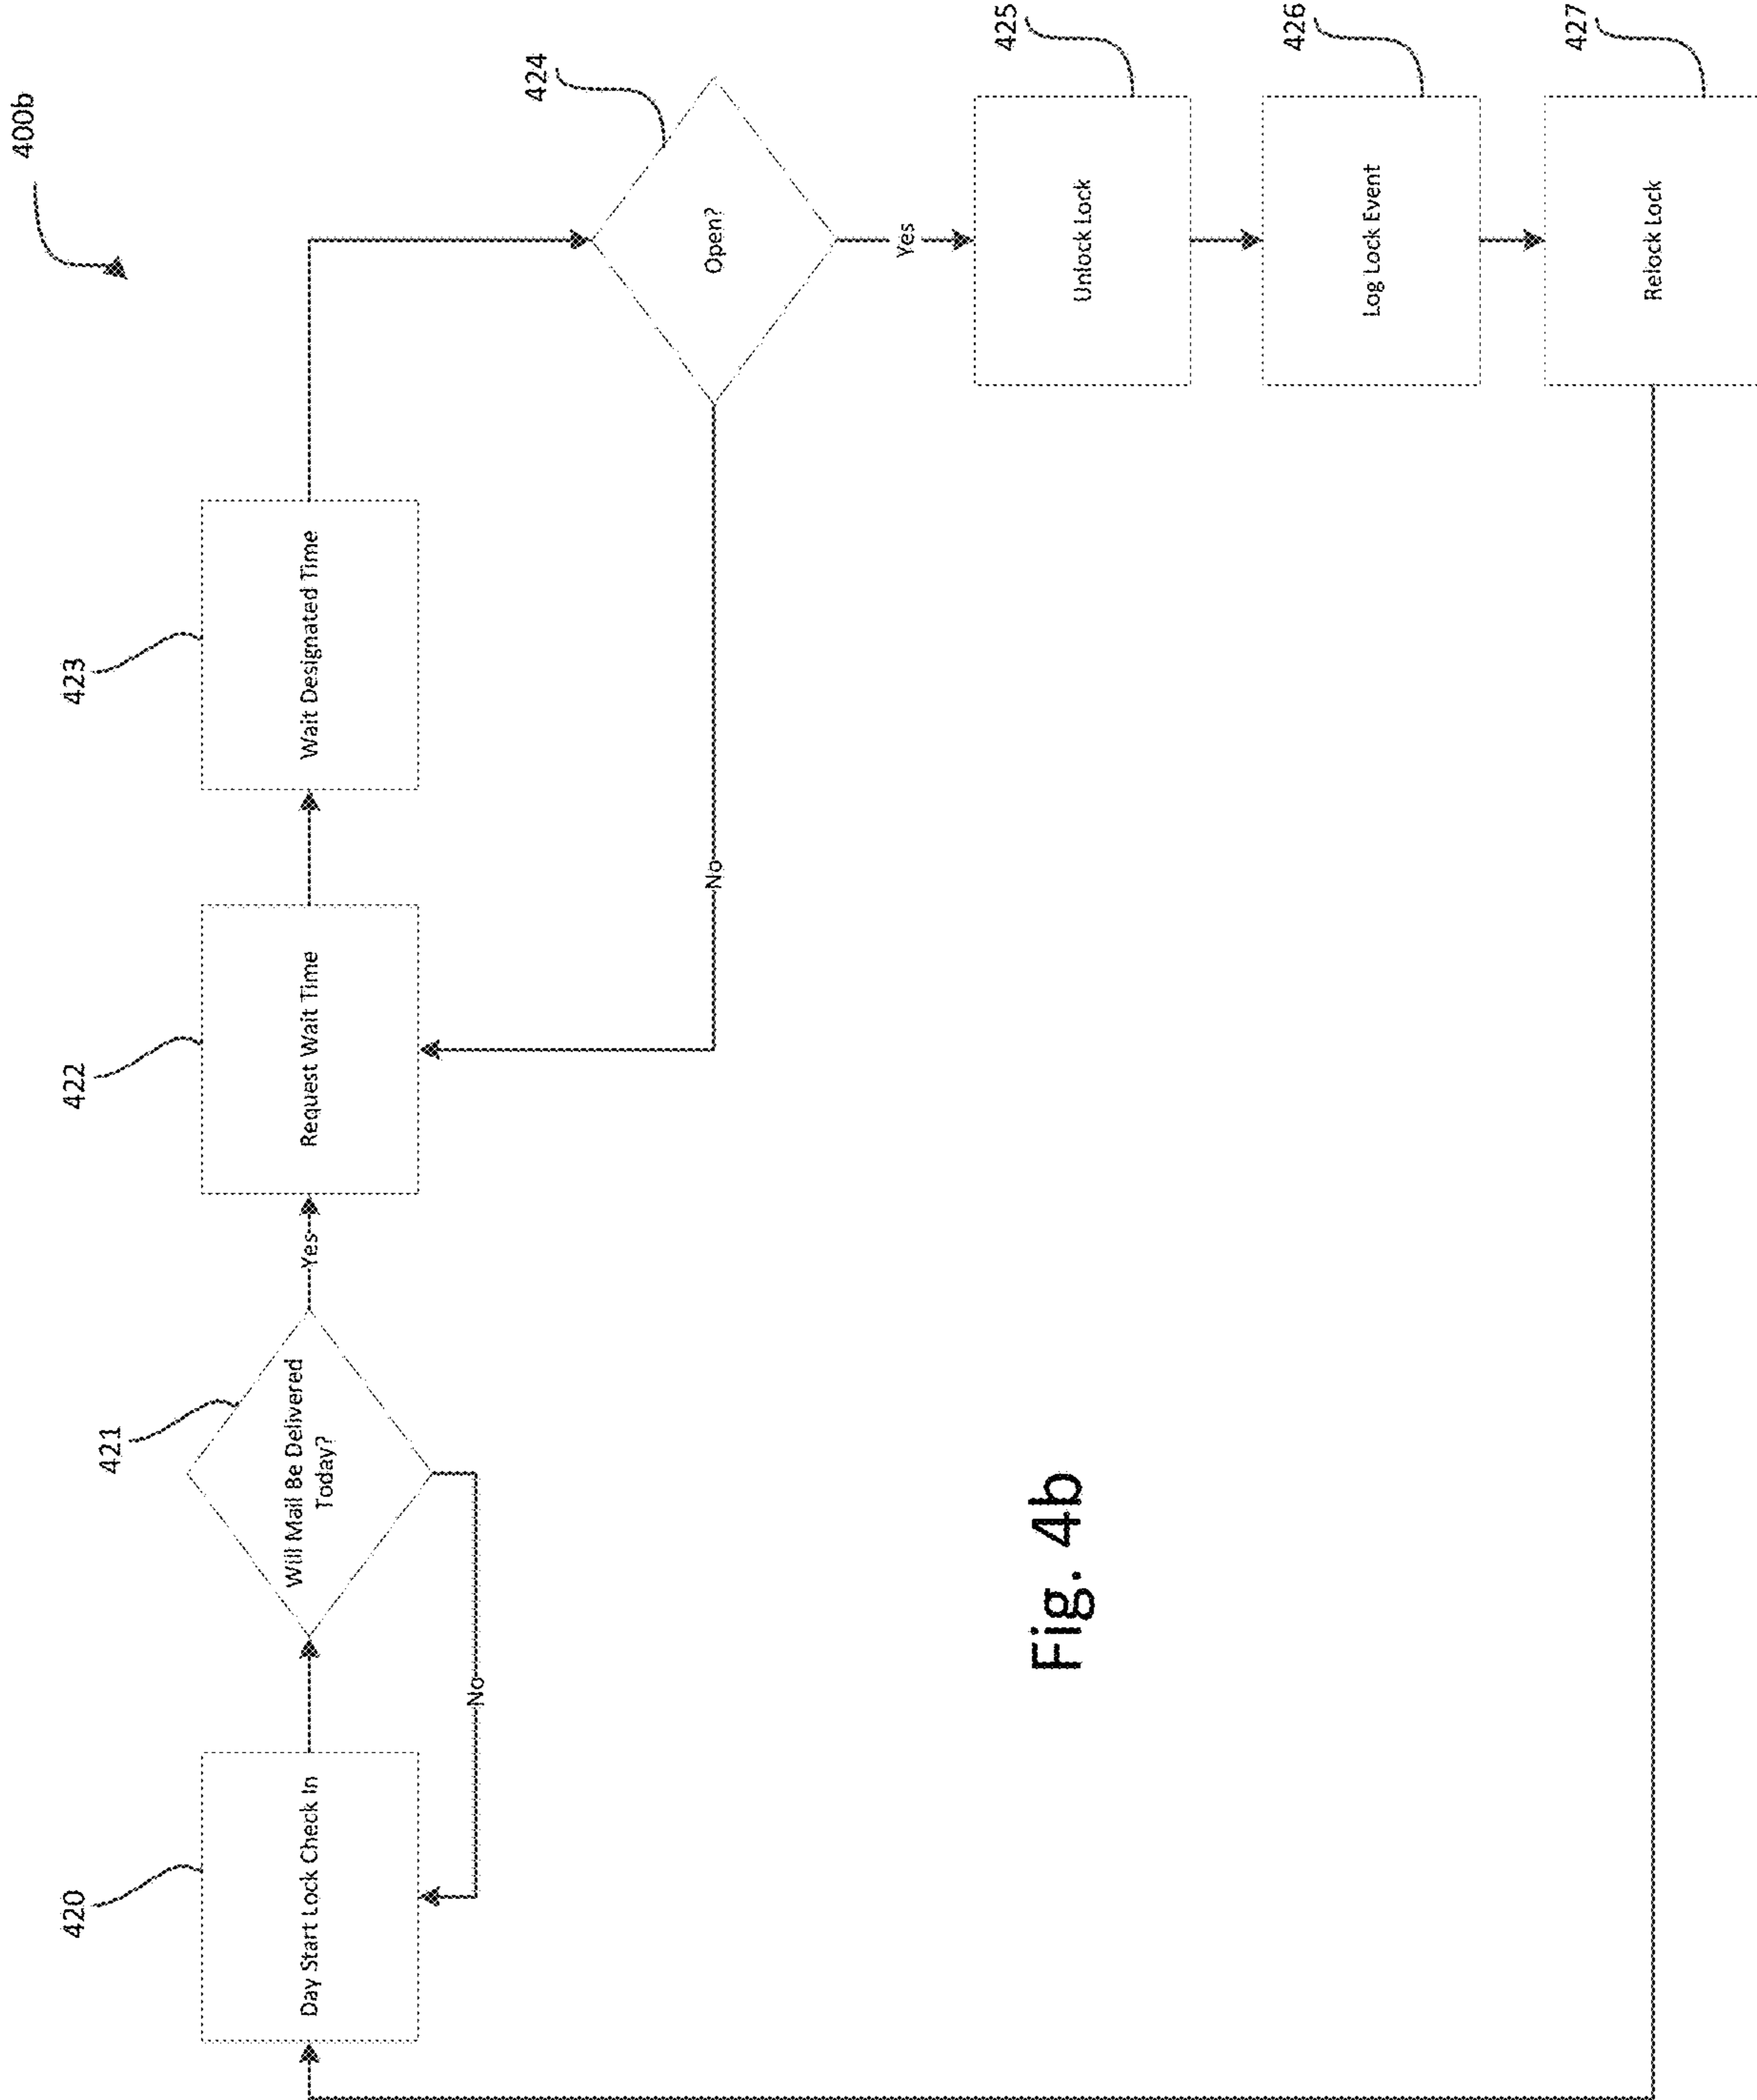 400b
420
Day Start Lock Check In
421
Will Mail Be Delivered
Today?
No
Yes
422
Request Wait Time
423
Wait Designated Time
424
Open?
No
Yes
425
Unlock Lock
426
Log Lock Event
427
Relock Lock
Fig. 4b